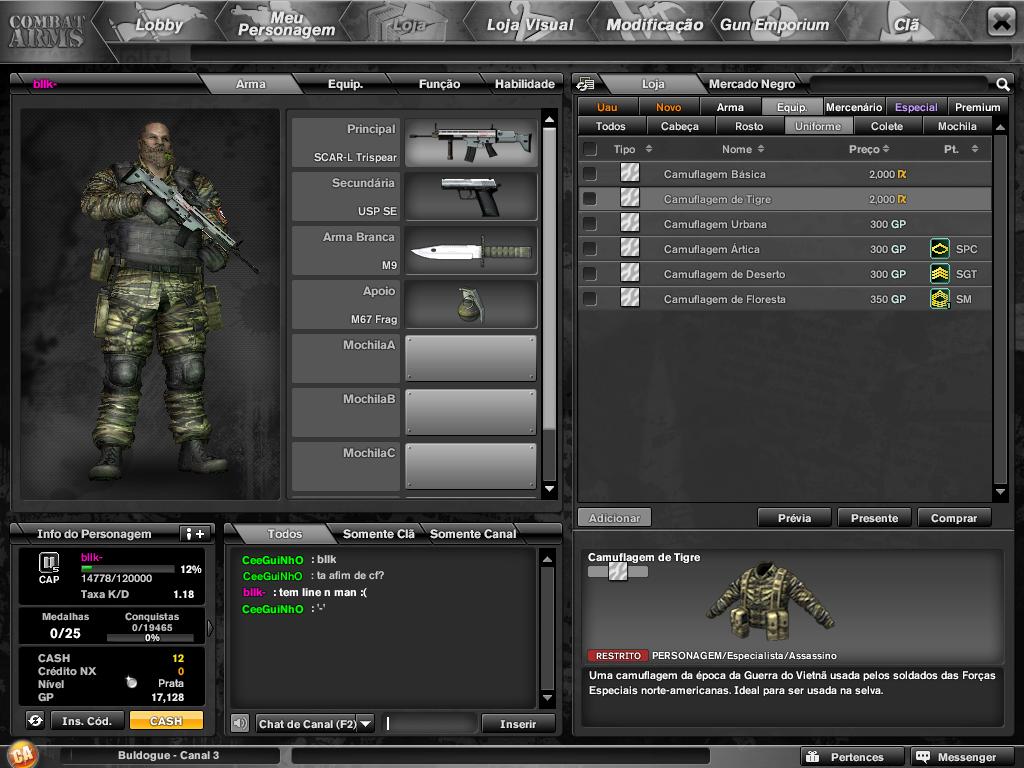 COMBAT ARMS
Lobby
Meu Personagem
Loja
Loja Visual
Modificação
Gun Emporium
Clã
bllk-
Arma
Equip.
Função
Habilidade
Principal
SCAR-L Trispear
Secundária
USP SE
Arma Branca
M9
Apoio
M67 Frag
MochilaA
MochilaB
MochilaC
Loja
Mercado Negro
Uau
Novo
Arma
Equip.
Mercenário
Especial
Premium
Todos
Cabeça
Rosto
Uniforme
Colete
Mochila
Tipo
Nome
Preço
Pt.
Camuflagem Básica 2,000
Camuflagem de Tigre 2,000
Camuflagem Urbana 300 GP
Camuflagem Ártica 300 GP SPC
Camuflagem de Deserto 300 GP SGT
Camuflagem de Floresta 350 GP SM
Adicionar
Prévia
Presente
Comprar
Info do Personagem
CAP
bllk-
12%
14778/120000
Taxa K/D 1.18
Medalhas
0/25
Conquistas
0/19465
0%
CASH 12
Crédito NX 0
Nível Prata
GP 17,128
Ins. Cód.
CASH
Todos
Somente Clã
Somente Canal
CeeGuiNhO : bllk
CeeGuiNhO : ta afim de cf?
bllk- : tem line n man :(
CeeGuiNhO : '-'
Chat de Canal (F2)
Inserir
Camuflagem de Tigre
RESTRITO PERSONAGEM/Especialista/Assassino
Uma camuflagem da época da Guerra do Vietnã usada pelos soldados das Forças
Especiais norte-americanas. Ideal para ser usada na selva.
CA
Buldogue - Canal 3
Pertences
Messenger